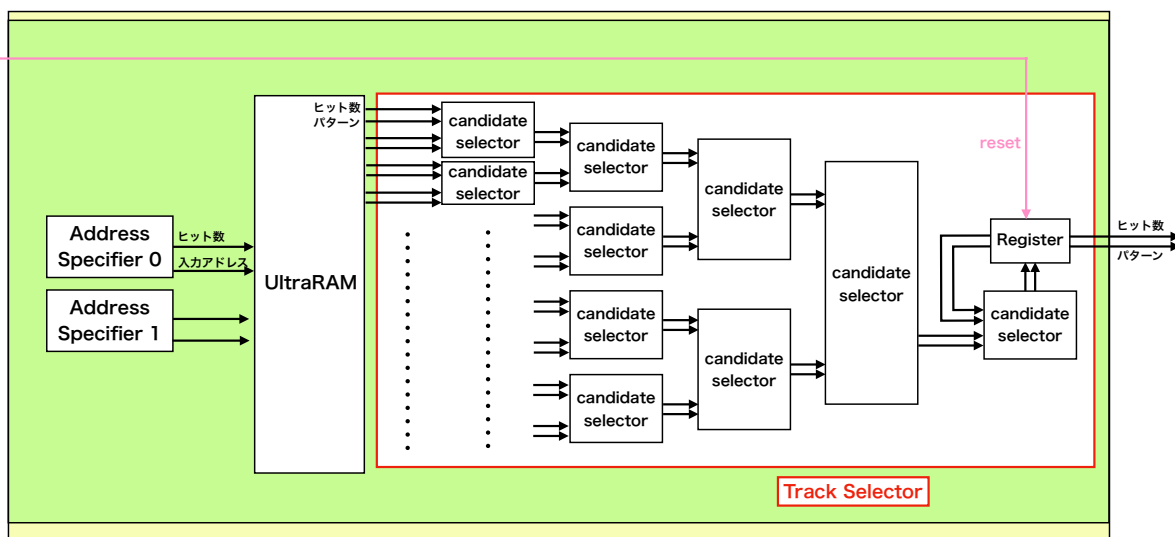 ヒット数
パターン
candidate
selector
candidate
selector
candidate
selector
candidate
selector
reset
Address
Specifier 0
ヒット数
入力アドレス
UltraRAM
candidate
selector
candidate
selector
Register
ヒット数
パターン
Address
Specifier 1
candidate
selector
candidate
selector
candidate
selector
candidate
selector
Track Selector